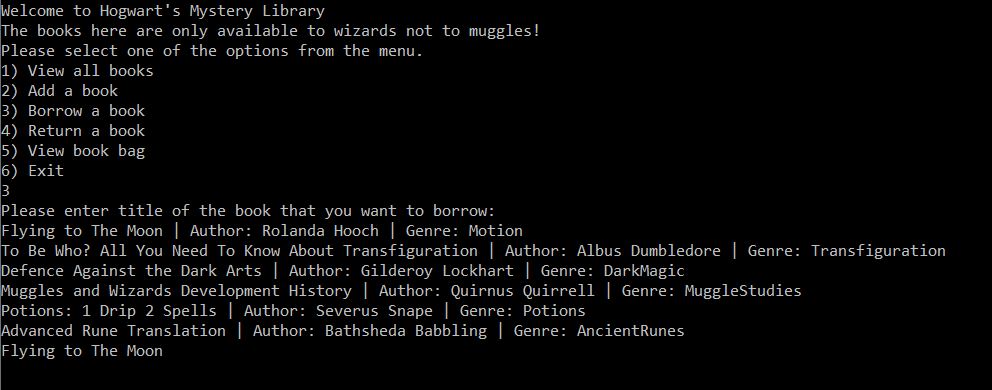 Welcome to Hogwart's Mystery Library
The books here are only available to wizards not to muggles!
Please select one of the options from the menu.
1) View all books
2) Add a book
3) Borrow a book
4) Return a book
5) View book bag
6) Exit
3
Please enter title of the book that you want to borrow:
Flying to The Moon | Author: Rolanda Hooch | Genre: Motion
To Be Who? All You Need To Know About Transfiguration | Author: Albus Dumbledore | Genre: Transfiguration
Defence Against the Dark Arts | Author: Gilderoy Lockhart | Genre: DarkMagic
Muggles and Wizards Development History | Author: Quirnus Quirrell | Genre: MuggleStudies
Potions: 1 Drip 2 Spells | Author: Severus Snape | Genre: Potions
Advanced Rune Translation | Author: Bathsheda Babbling | Genre: AncientRunes
Flying to The Moon